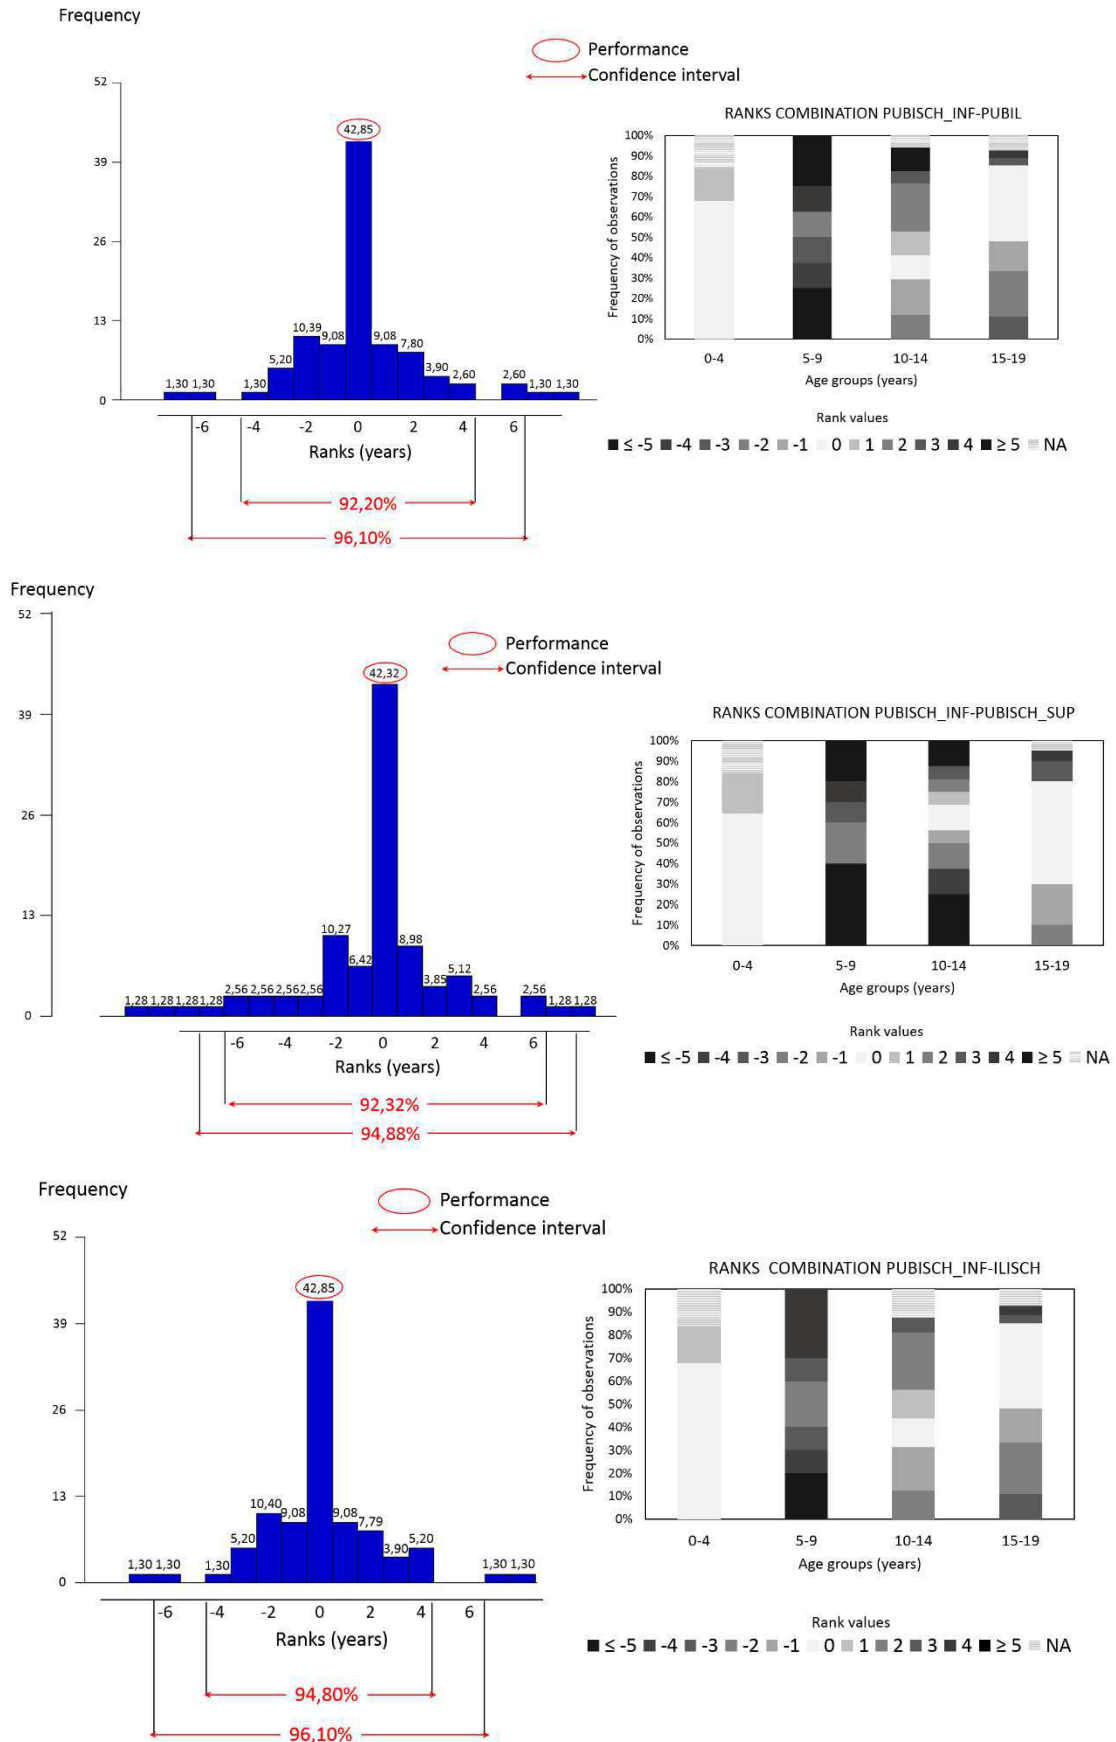 Frequency
Performance
Confidence interval
52
39
26
13
0
42,85
1,30 1,30 1,30 5,20 10,39 9,08 9,08 7,80 3,90 2,60 2,60 1,30 1,30
-6 -4 -2 0 2 4 6
Ranks (years)
92,20%
96,10%
RANKS COMBINATION PUBISCH_INF-PUBIL
Frequency of observations
100%
90%
80%
70%
60%
50%
40%
30%
20%
10%
0%
0-4 5-9 10-14 15-19
Age groups (years)
Rank values
≤ -5 -4 -3 -2 -1 0 1 2 3 4 ≥ 5 NA
Frequency
Performance
Confidence interval
52
39
26
13
0
42,32
1,28 1,28 1,28 1,28 2,56 2,56 2,56 2,56 10,27 6,42 8,98 3,85 5,12 2,56 2,56 1,28 1,28
-6 -4 -2 0 2 4 6
Ranks (years)
92,32%
94,88%
RANKS COMBINATION PUBISCH_INF-PUBISCH_SUP
Frequency of observations
100%
90%
80%
70%
60%
50%
40%
30%
20%
10%
0%
0-4 5-9 10-14 15-19
Age groups (years)
Rank values
≤ -5 -4 -3 -2 -1 0 1 2 3 4 ≥ 5 NA
Frequency
Performance
Confidence interval
52
39
26
13
0
42,85
1,30 1,30 1,30 5,20 10,40 9,08 9,08 7,79 3,90 5,20 1,30 1,30
-6 -4 -2 0 2 4 6
Ranks (years)
94,80%
96,10%
RANKS COMBINATION PUBISCH_INF-ILISCH
Frequency of observations
100%
90%
80%
70%
60%
50%
40%
30%
20%
10%
0%
0-4 5-9 10-14 15-19
Age groups (years)
Rank values
≤ -5 -4 -3 -2 -1 0 1 2 3 4 ≥ 5 NA